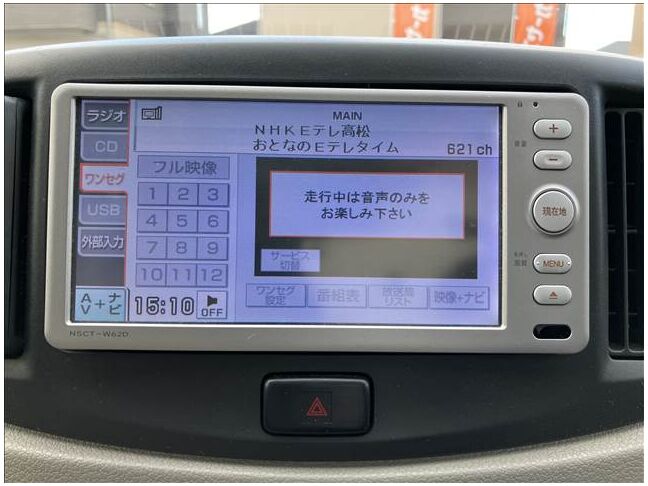 MAIN
NHKEテレ高松
おとなのEテレタイム 621ch
ラジオ
CD
ワンセグ
USB
外部入力
AV+ナビ
フル映像
1 2 3
4 5 6
7 8 9
10 11 12
15:10
OFF
走行中は音声のみを
お楽しみ下さい
サービス
切替
ワンセグ
設定
番組表
放送局
リスト
映像+ナビ
+
−
音量
現在地
MENU
NSCT-W62D